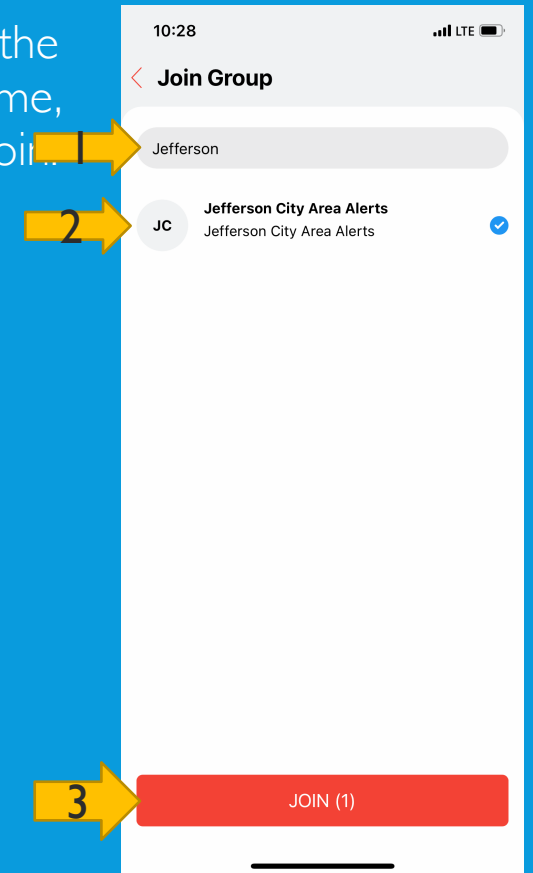 the
me,
10:28
LTE
Join Group
1
Jefferson
2
JC
Jefferson City Area Alerts
Jefferson City Area Alerts
3
JOIN (1)